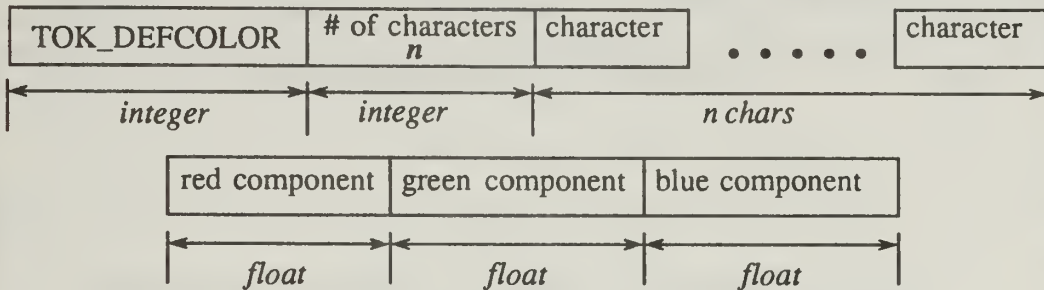 TOK_DEFCOLOR # of characters character • • • • • character
n
integer integer n chars
red component green component blue component
float float float